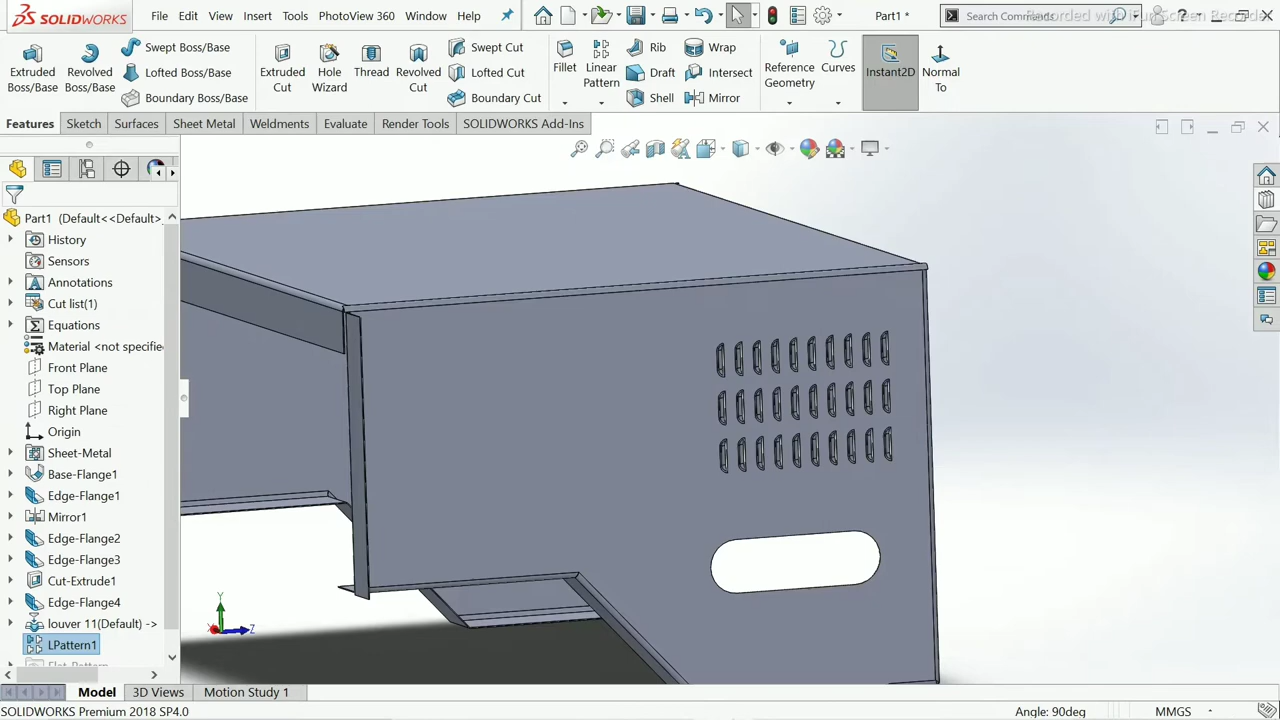 SOLIDWORKS File Edit View Insert Tools PhotoView 360 Window Help Part1 * Search Commands
Recorded with iFun Screen Recorder
Extruded Boss/Base
Revolved Boss/Base
Swept Boss/Base
Lofted Boss/Base
Boundary Boss/Base
Extruded Cut
Hole Wizard
Thread
Revolved Cut
Swept Cut
Lofted Cut
Boundary Cut
Fillet
Linear Pattern
Rib
Draft
Shell
Wrap
Intersect
Mirror
Reference Geometry
Curves
Instant2D
Normal To
Features Sketch Surfaces Sheet Metal Weldments Evaluate Render Tools SOLIDWORKS Add-Ins
Part1 (Default<<Default>_
History
Sensors
Annotations
Cut list(1)
Equations
Material <not specifie
Front Plane
Top Plane
Right Plane
Origin
Sheet-Metal
Base-Flange1
Edge-Flange1
Mirror1
Edge-Flange2
Edge-Flange3
Cut-Extrude1
Edge-Flange4
louver 11(Default) ->
LPattern1
Y
Z
Model 3D Views Motion Study 1
SOLIDWORKS Premium 2018 SP4.0 Angle: 90deg MMGS